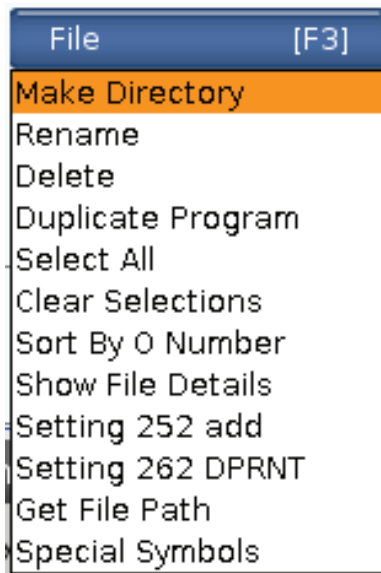 File [F3]
Make Directory
Rename
Delete
Duplicate Program
Select All
Clear Selections
Sort By O Number
Show File Details
Setting 252 add
Setting 262 DPRNT
Get File Path
Special Symbols